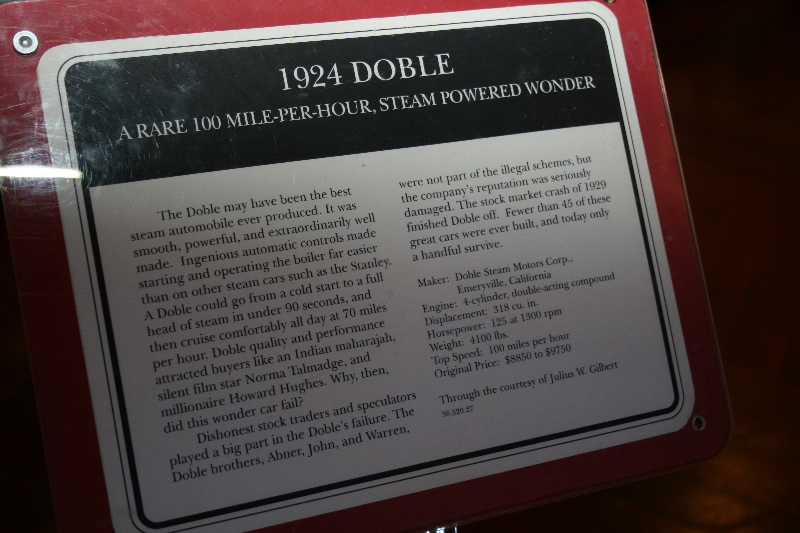 1924 DOBLE
A RARE 100 MILE-PER-HOUR, STEAM POWERED WONDER
The Doble may have been the best
steam automobile ever produced. It was
smooth, powerful, and extraordinarily well
made. Ingenious automatic controls made
starting and operating the boiler far easier
than on other steam cars such as the Stanley.
A Doble could go from a cold start to a full
head of steam in under 90 seconds, and
then cruise comfortably all day at 70 miles
per hour. Doble quality and performance
attracted buyers like an Indian maharajah,
silent film star Norma Talmadge, and
millionaire Howard Hughes. Why, then,
did this wonder car fail?
Dishonest stock traders and speculators
played a big part in the Doble's failure. The
Doble brothers, Abner, John, and Warren,
were not part of the illegal schemes, but
the company's reputation was seriously
damaged. The stock market crash of 1929
finished Doble off. Fewer than 45 of these
great cars were ever built, and today only
a handful survive.
Maker: Doble Steam Motors Corp.,
Emeryville, California
Engine: 4-cylinder, double-acting compound
Displacement: 318 cu. in.
Horsepower: 125 at 1300 rpm
Weight: 4100 lbs.
Top Speed: 100 miles per hour
Original Price: $8850 to $9750
Through the courtesy of Julius W. Gilbert
36.520.27